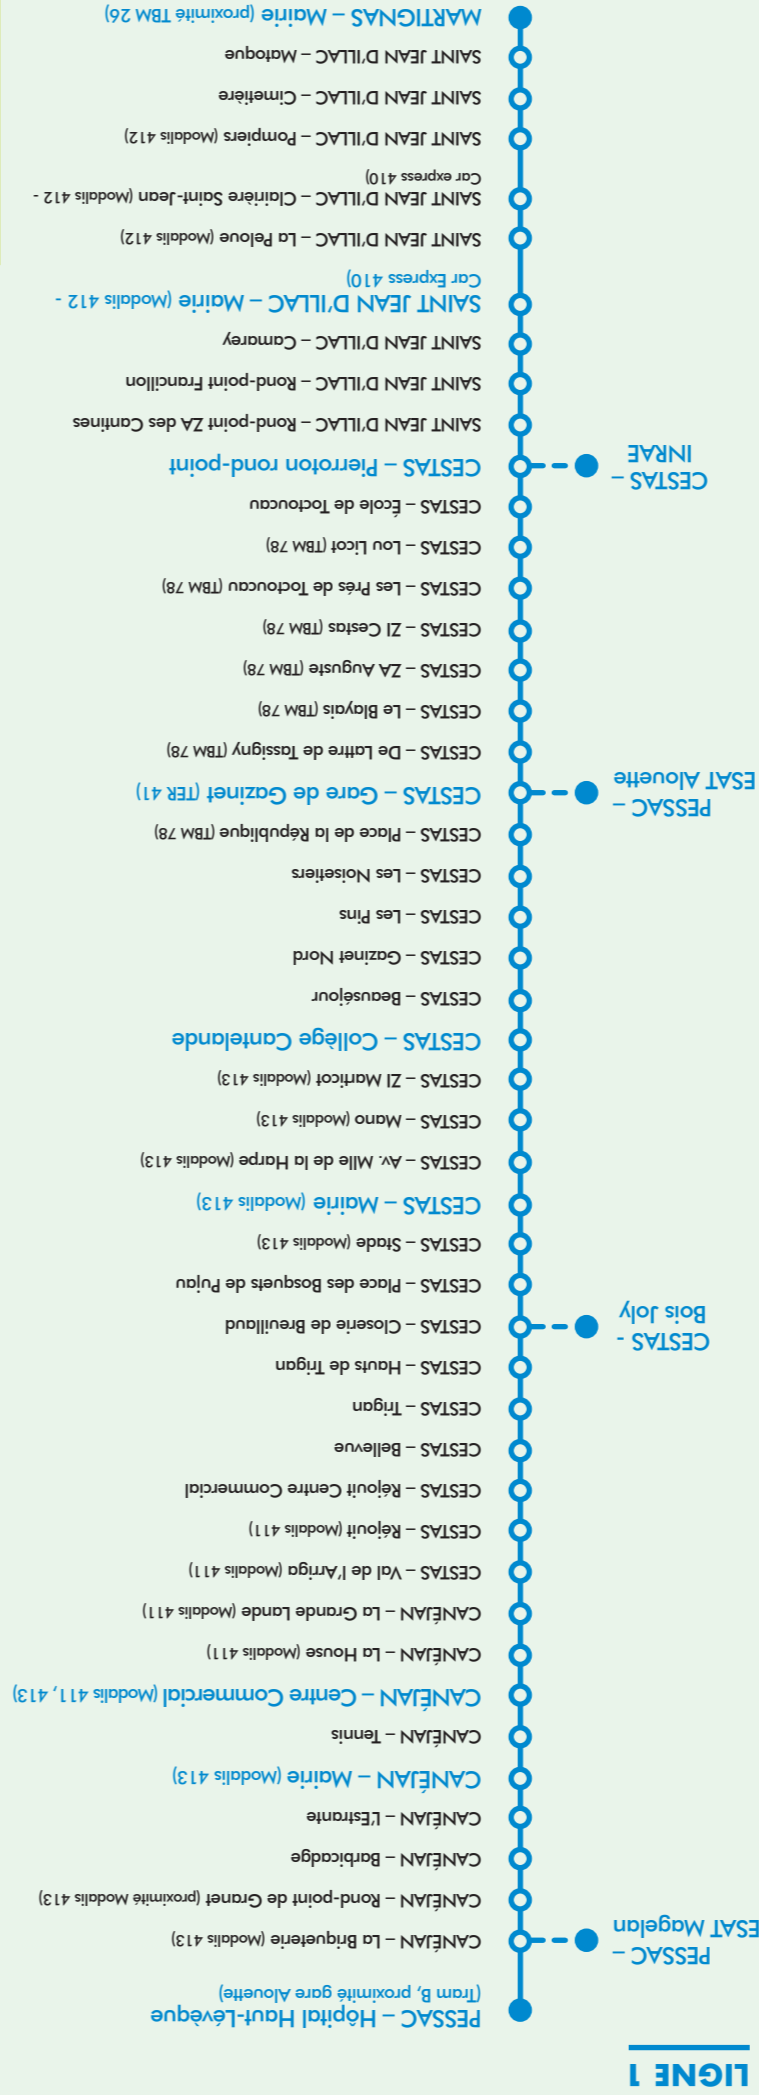 LIGNE 1
PESSAC – Hôpital Haut-Lévêque
(Tram B, proximité gare Alouette)
CANÉJAN – La Briqueterie (Modalis 413)
PESSAC –
ESAT Magelan
CANÉJAN – Rond-point de Granet (proximité Modalis 413)
CANÉJAN – Barbicadge
CANÉJAN – L'Estrante
CANÉJAN – Mairie (Modalis 413)
CANÉJAN – Tennis
CANÉJAN – Centre Commercial (Modalis 411, 413)
CANÉJAN – La House (Modalis 411)
CANÉJAN – La Grande Lande (Modalis 411)
CESTAS – Val de l'Arriga (Modalis 411)
CESTAS – Réjouit (Modalis 411)
CESTAS – Réjouit Centre Commercial
CESTAS – Bellevue
CESTAS – Trigan
CESTAS – Hauts de Trigan
CESTAS – Closerie de Breuillaud
CESTAS -
Bois Joly
CESTAS – Place des Bosquets de Pujau
CESTAS – Stade (Modalis 413)
CESTAS – Mairie (Modalis 413)
CESTAS – Av. Mlle de la Harpe (Modalis 413)
CESTAS – Mano (Modalis 413)
CESTAS – ZI Marticot (Modalis 413)
CESTAS – Collège Cantelande
CESTAS – Beauséjour
CESTAS – Gazinet Nord
CESTAS – Les Pins
CESTAS – Les Noisetiers
CESTAS – Place de la République (TBM 78)
CESTAS – Gare de Gazinet (TER 41)
PESSAC –
ESAT Alouette
CESTAS – De Lattre de Tassigny (TBM 78)
CESTAS – Le Blayais (TBM 78)
CESTAS – ZA Auguste (TBM 78)
CESTAS – ZI Cestas (TBM 78)
CESTAS – Les Prés de Toctoucau (TBM 78)
CESTAS – Lou Licot (TBM 78)
CESTAS – École de Toctoucau
CESTAS – Pierroton rond-point
CESTAS –
INRAE
SAINT JEAN D'ILLAC – Rond-point ZA des Cantines
SAINT JEAN D'ILLAC – Rond-point Francillon
SAINT JEAN D'ILLAC – Camarey
SAINT JEAN D'ILLAC – Mairie (Modalis 412 -
Car Express 410)
SAINT JEAN D'ILLAC – La Peloue (Modalis 412)
SAINT JEAN D'ILLAC – Clairière Saint-Jean (Modalis 412 -
Car express 410)
SAINT JEAN D'ILLAC – Pompiers (Modalis 412)
SAINT JEAN D'ILLAC – Cimetière
SAINT JEAN D'ILLAC – Matoque
MARTIGNAS – Mairie (proximité TBM 26)